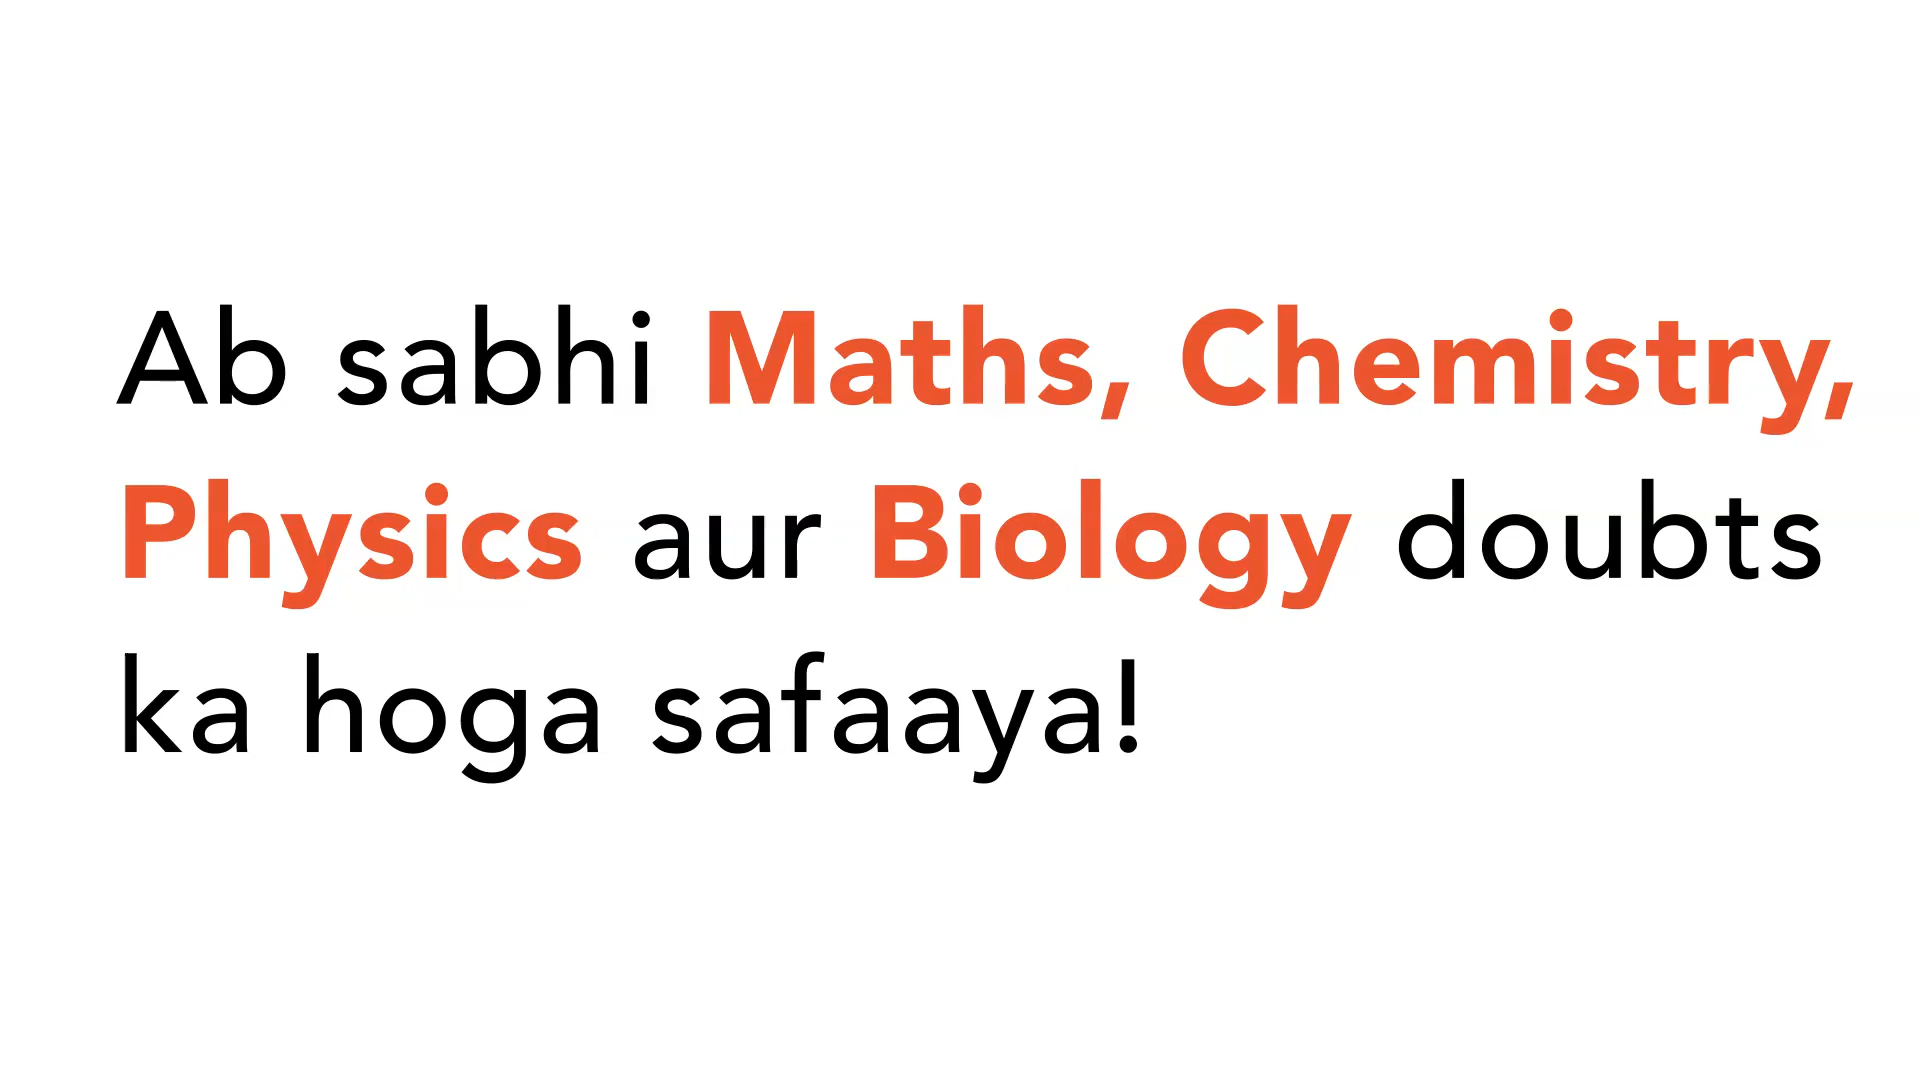 Ab sabhi Maths, Chemistry,
Physics aur Biology doubts
ka hoga safaaya!